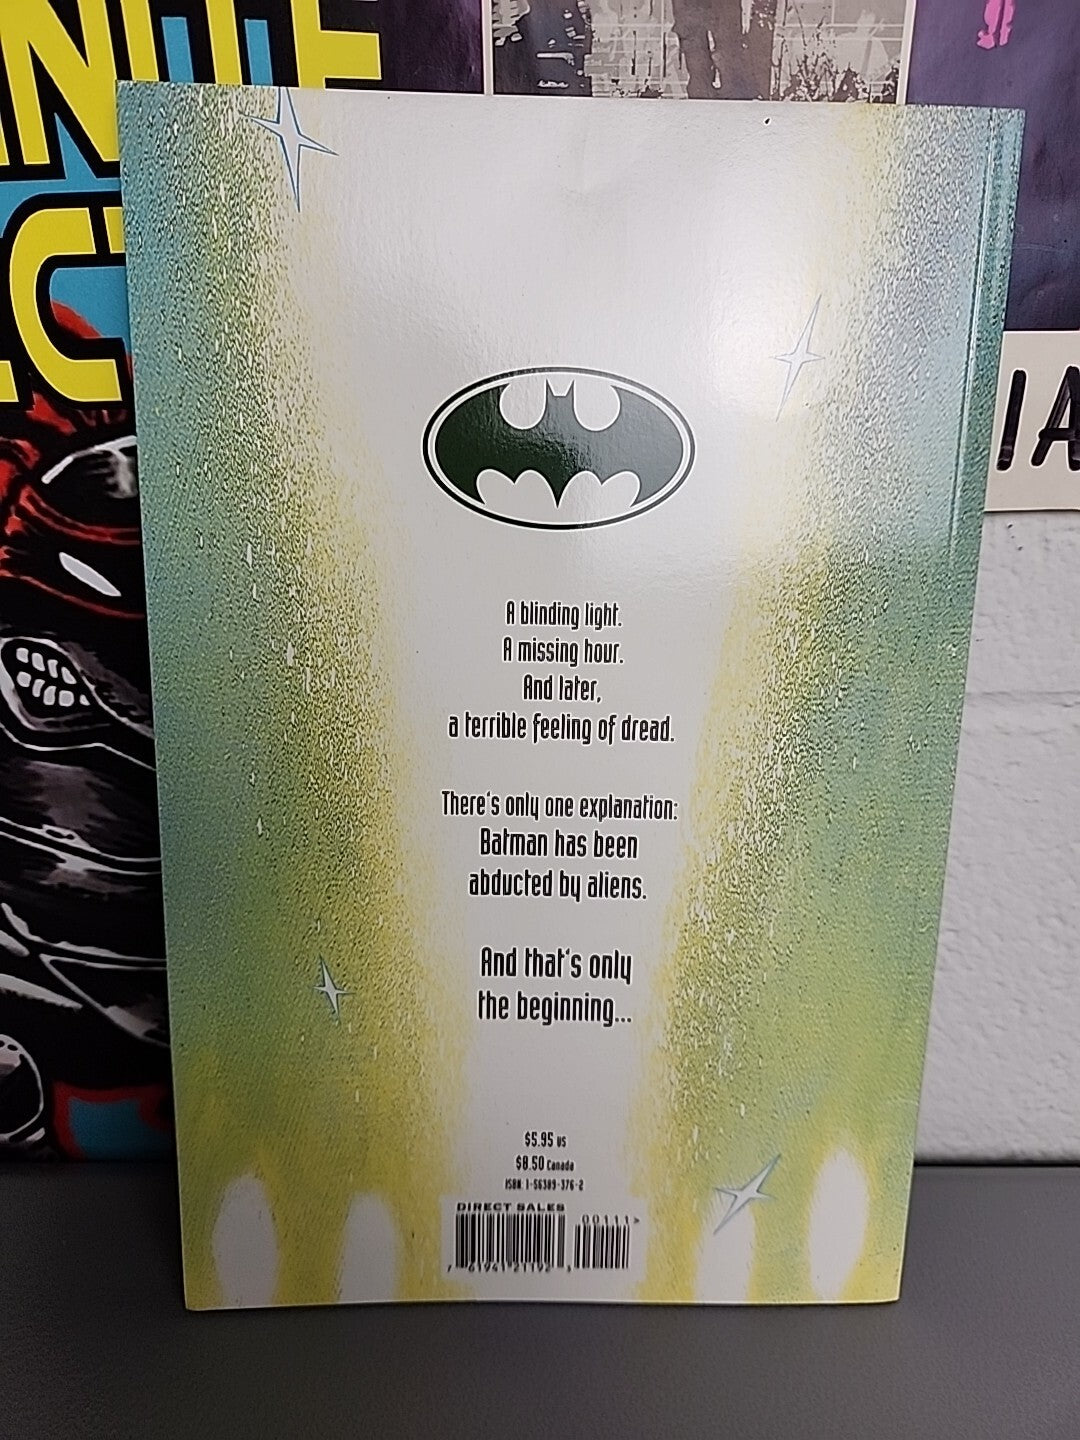 A blinding light.
A missing hour.
And later,
a terrible feeling of dread.
There's only one explanation:
Batman has been
abducted by aliens.
And that's only
the beginning...
$5.95 US
$8.50 Canada
ISBN: 1-56389-376-2
DIRECT SALES
00111>
IA